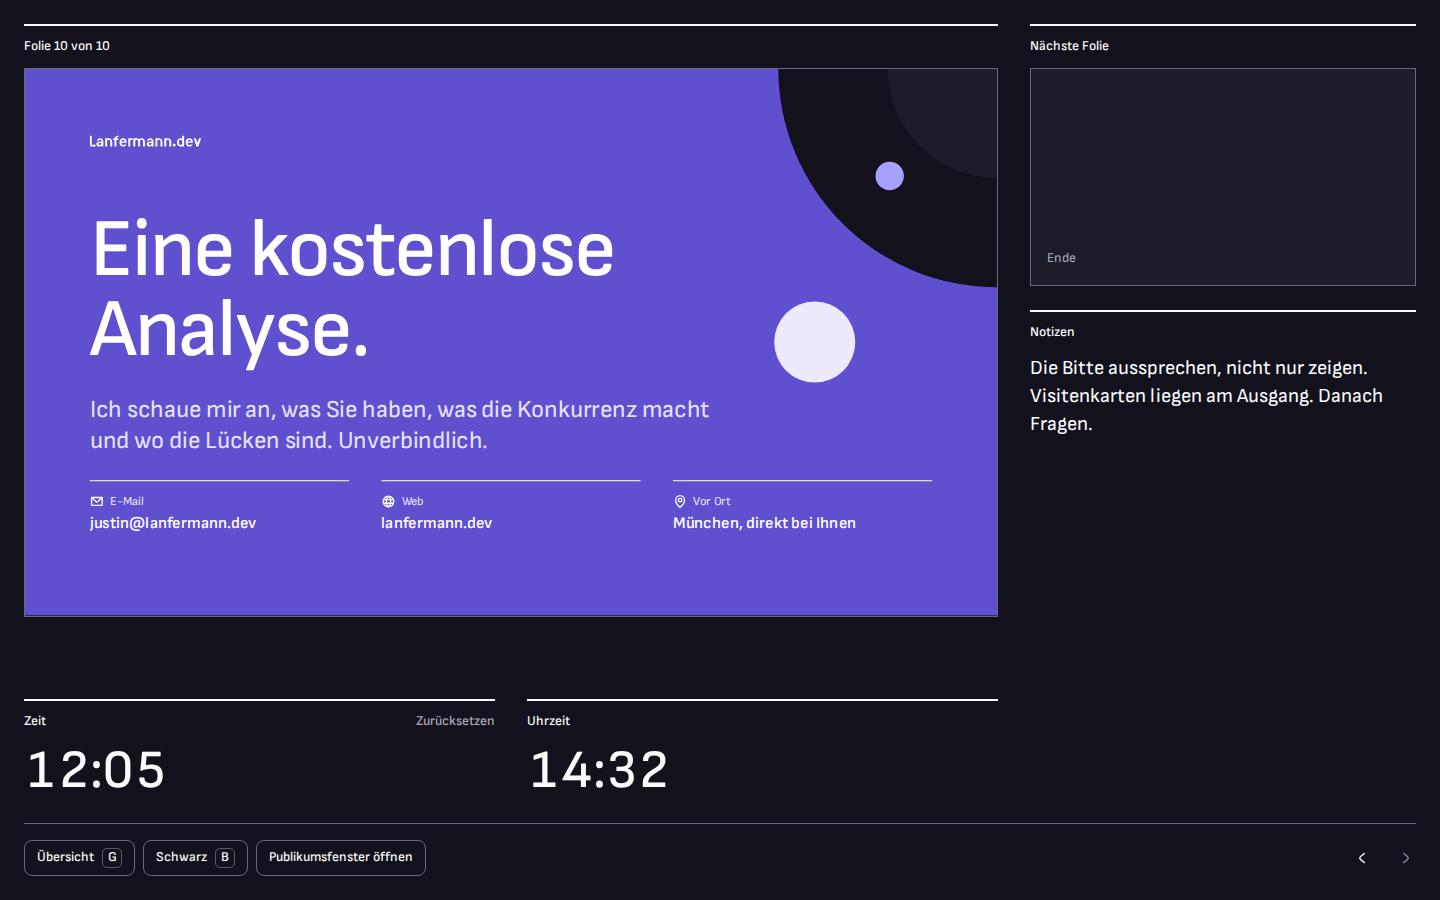 Folie 10 von 10
Lanfermann.dev
Eine kostenlose
Analyse.
Ich schaue mir an, was Sie haben, was die Konkurrenz macht
und wo die Lücken sind. Unverbindlich.
E-Mail
justin@lanfermann.dev
Web
lanfermann.dev
Vor Ort
München, direkt bei Ihnen
Nächste Folie
Ende
Notizen
Die Bitte aussprechen, nicht nur zeigen.
Visitenkarten liegen am Ausgang. Danach
Fragen.
Zeit
Zurücksetzen
12:05
Uhrzeit
14:32
Übersicht G
Schwarz B
Publikumsfenster öffnen